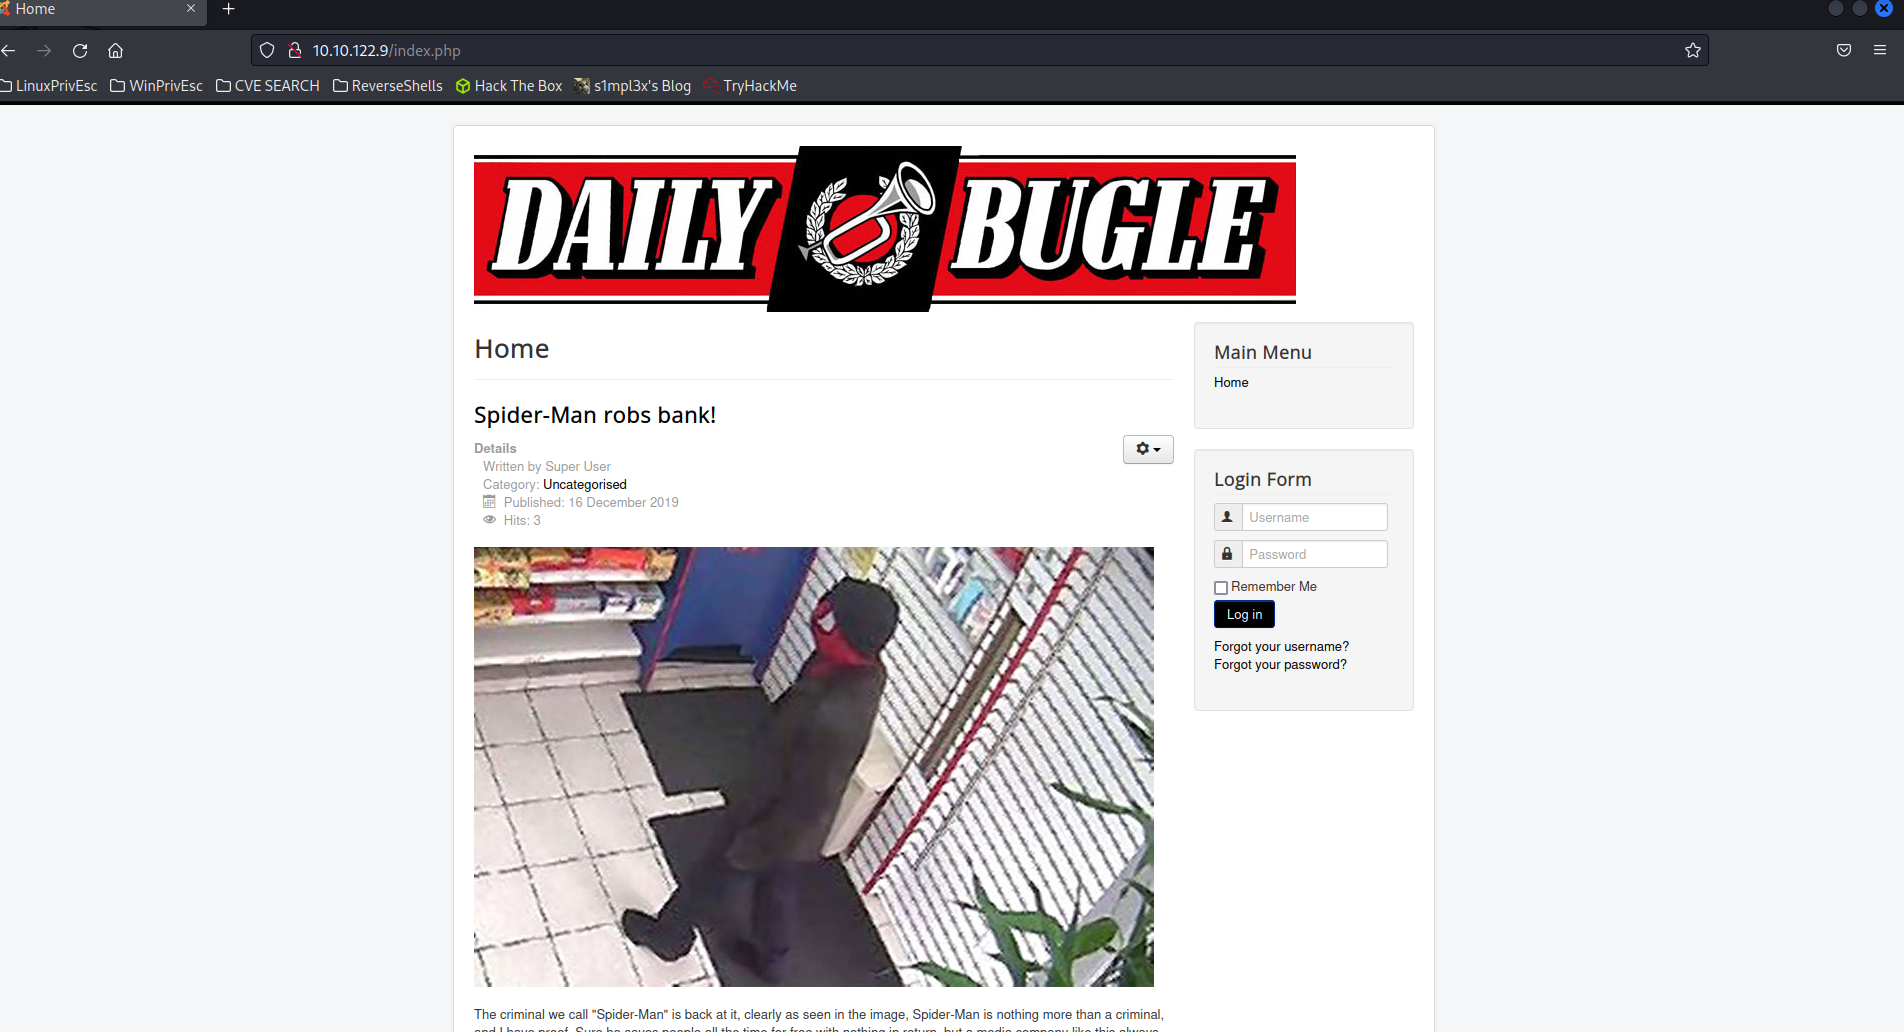 Home
10.10.122.9/index.php
LinuxPrivEsc WinPrivEsc CVE SEARCH ReverseShells Hack The Box s1mpl3x's Blog TryHackMe
DAILY BUGLE
Home
Spider-Man robs bank!
Details
Written by Super User
Category: Uncategorised
Published: 16 December 2019
Hits: 3
The criminal we call "Spider-Man" is back at it, clearly as seen in the image, Spider-Man is nothing more than a criminal,
and I have proof. Sure he saves people all the time for free with nothing in return, but a media company like this always
Main Menu
Home
Login Form
Username
Password
Remember Me
Log in
Forgot your username?
Forgot your password?